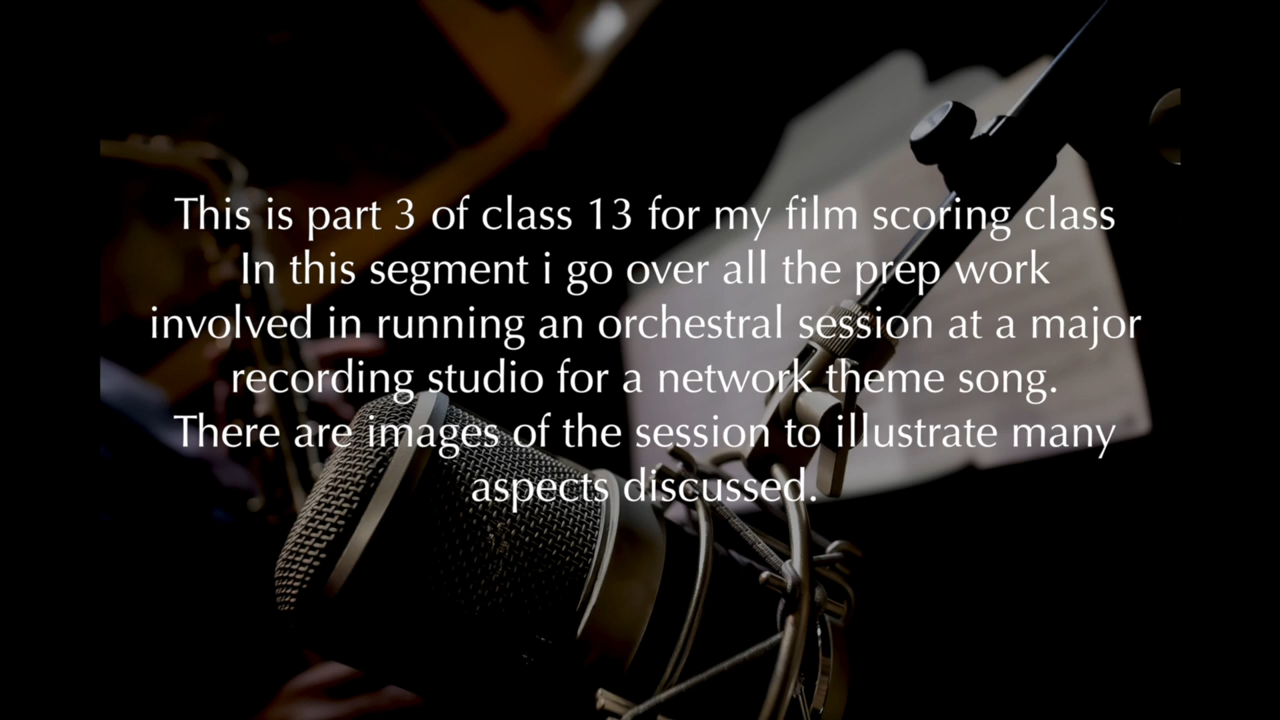 This is part 3 of class 13 for my film scoring class
In this segment i go over all the prep work
involved in running an orchestral session at a major
recording studio for a network theme song.
There are images of the session to illustrate many
aspects discussed.